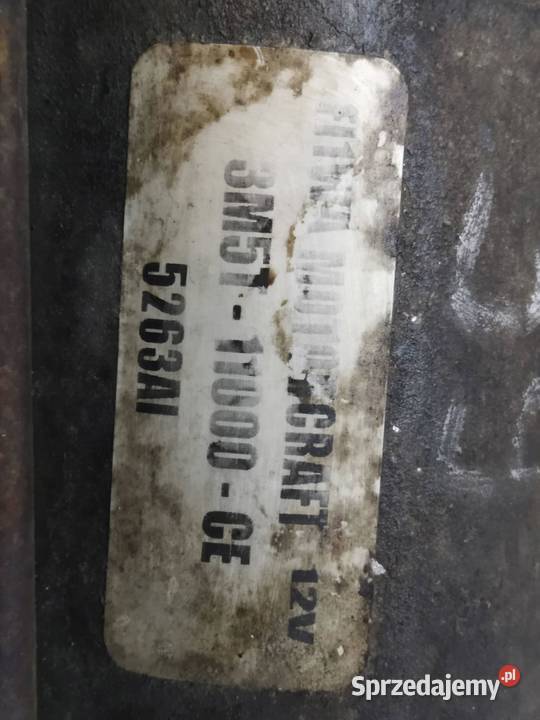 MOTORCRAFT 12V
3M5T-11000-CE
5263AI
Sprzedajemy.pl